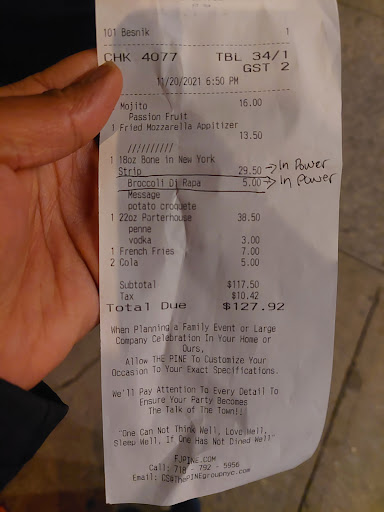 101 Besnik 1
CHK 4077 TBL 34/1
GST 2
11/20/2021 6:50 PM
Mojito 16.00
Passion Fruit
1 Fried Mozzarella Appitizer
13.50
//////////
1 18oz Bone in New York
Strip 29.50 → In Power
Broccoli Di Rapa 5.00 → In power
Message
potato croquete
1 22oz Porterhouse 38.50
penne
vodka 3.00
1 French Fries 7.00
2 Cola 5.00
Subtotal $117.50
Tax $10.42
Total Due $127.92
When Planning a Family Event or Large
Company Celebration In Your Home or
Ours,
Allow THE PINE To Customize Your
Occasion To Your Exact Specifications.
We'll Pay Attention To Every Detail To
Ensure Your Party Becomes
The Talk of The Town!!
"One Can Not Think Well, Love Well,
Sleep Well, If One Has Not Dined Well"
FJPINE.COM
Call: 718 - 792 - 5956
Email: CS@ThePINEgroupnyc.com